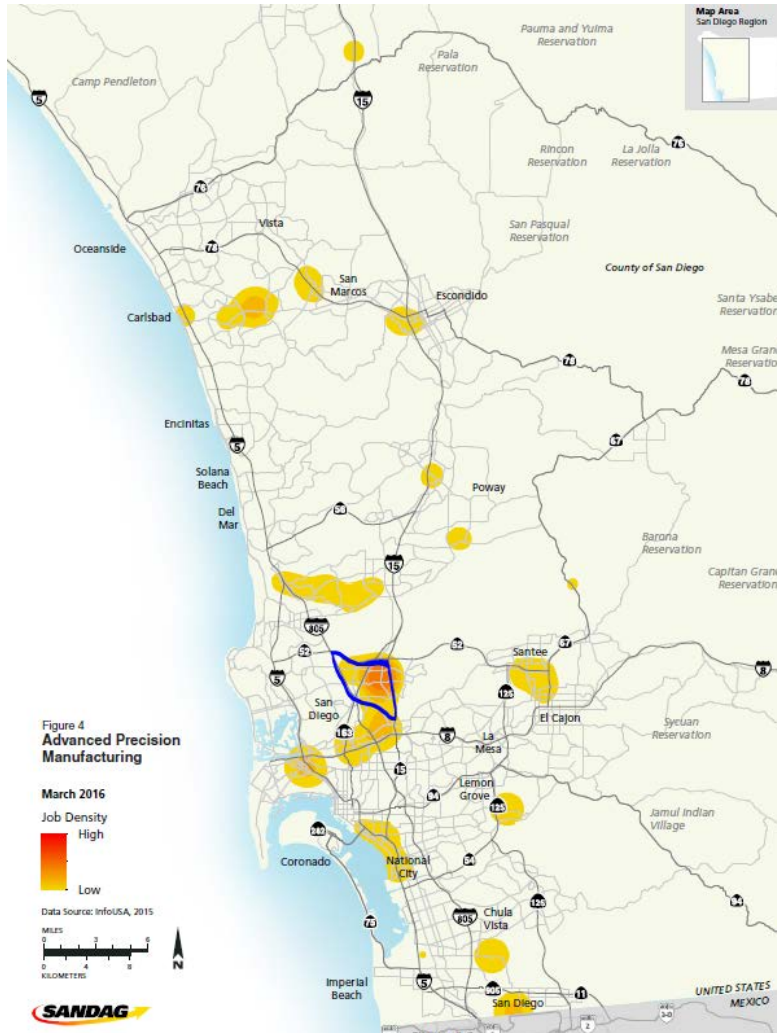 Map Area
San Diego Region
Pauma and Yuima
Reservation
Pala
Reservation
Camp Pendleton
5
15
76
Rincon
Reservation
La Jolla
Reservation
76
Vista
San Pasqual
Reservation
Oceanside
78
County of San Diego
San
Marcos
Escondido
Santa Ysabe
Reservation
Carlsbad
Mesa Grand
Reservation
78
78
Encinitas
5
67
Solana
Beach
Poway
Del
Mar
56
Barona
Reservation
15
Capitan Grand
Reservation
805
52
52
Santee
67
5
8
San
Diego
125
El Cajon
Sycuan
Reservation
163
8
La
Mesa
15
94
Lemon
Grove
125
Jamul Indian
Village
282
Coronado
National
City
54
125
94
75
805
Chula
Vista
Imperial
Beach
5
905
San Diego
11
UNITED STATES
MEXICO
Figure 4
Advanced Precision
Manufacturing
March 2016
Job Density
High
Low
Data Source: InfoUSA, 2015
MILES
0 3 6
0 4 8
KILOMETERS
N
SANDAG